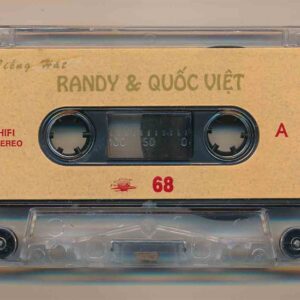 Tiếng Hát
RANDY & QUỐC VIỆT
HIFI
STEREO
A
100 50 0
68